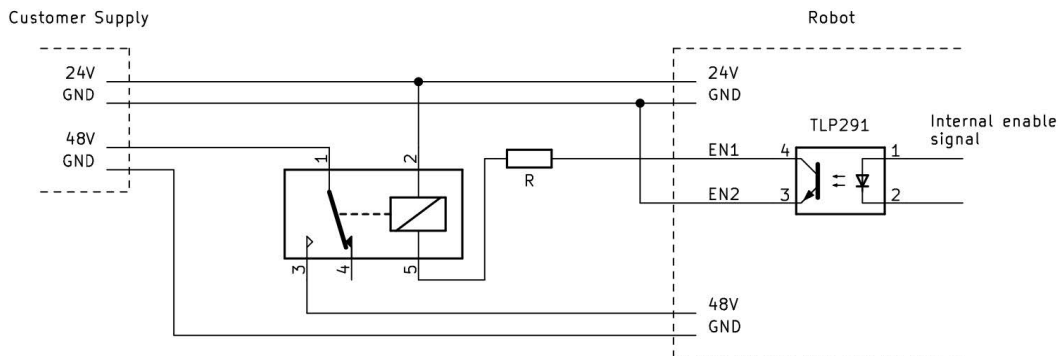 Customer Supply
Robot
24V
GND
48V
GND
24V
GND
TLP291
Internal enable
signal
EN1
EN2
4
3
1
2
1
2
R
3
4
5
48V
GND